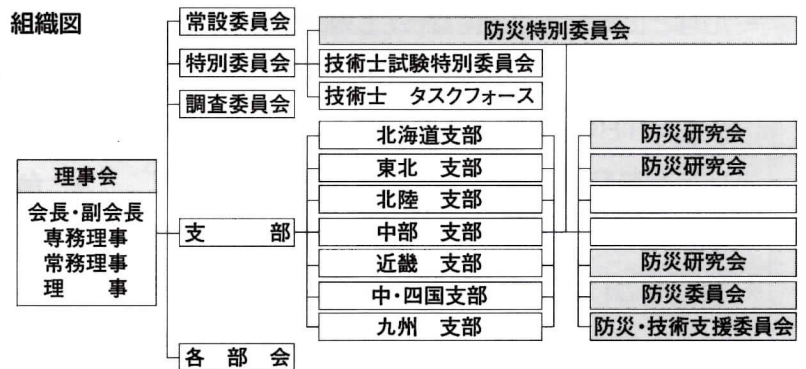 組織図
理事会
会長・副会長
専務理事
常務理事
理　　事
常設委員会
特別委員会
調査委員会
支　　　部
各　部　会
防災特別委員会
技術士試験特別委員会
技術士　タスクフォース
北海道支部
東北　支部
北陸　支部
中部　支部
近畿　支部
中・四国支部
九州　支部
防災研究会
防災研究会
防災研究会
防災委員会
防災・技術支援委員会